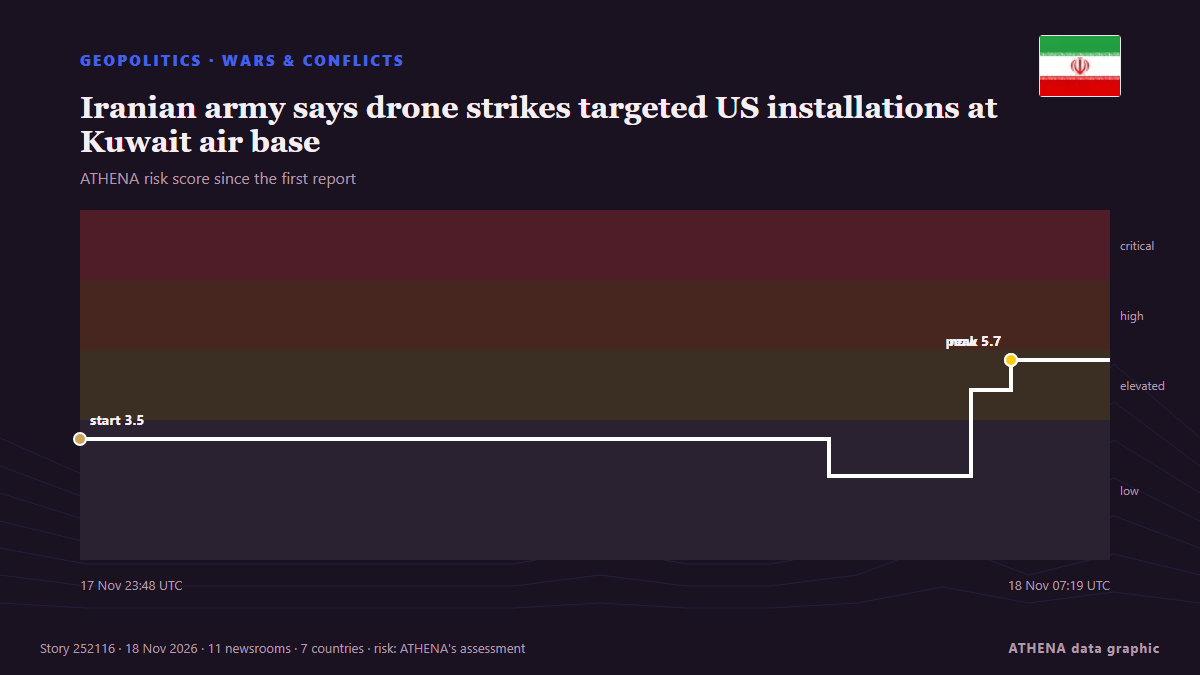 GEOPOLITICS · WARS & CONFLICTS
Iranian army says drone strikes targeted US installations at
Kuwait air base
ATHENA risk score since the first report
critical
high
peak 5.7
elevated
start 3.5
low
17 Nov 23:48 UTC
18 Nov 07:19 UTC
Story 252116 · 18 Nov 2026 · 11 newsrooms · 7 countries · risk: ATHENA's assessment
ATHENA data graphic